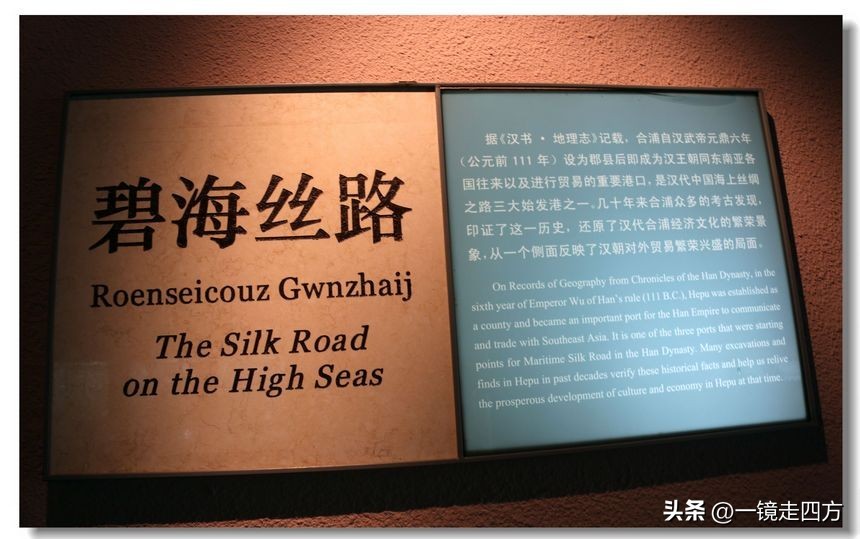 碧海丝路
Roenseicouz Gwnzhaij
The Silk Road
on the High Seas
据《汉书·地理志》记载，合浦自汉武帝元鼎六年
（公元前 111 年）设为郡县后即成为汉王朝同东南亚各
国往来以及进行贸易的重要港口，是汉代中国海上丝绸
之路三大始发港之一。几十年来合浦众多的考古发现，
印证了这一历史，还原了汉代合浦经济文化的繁荣景
象，从一个侧面反映了汉朝对外贸易繁荣兴盛的局面。
On Records of Geography from Chronicles of the Han Dynasty, in the
sixth year of Emperor Wu of Han's rule (111 B.C.), Hepu was established as
a county and became an important port for the Han Empire to communicate
and trade with Southeast Asia. It is one of the three ports that were starting
points for Maritime Silk Road in the Han Dynasty. Many excavations and
finds in Hepu in past decades verify these historical facts and help us relive
the prosperous development of culture and economy in Hepu at that time.
头条 @一镜走四方